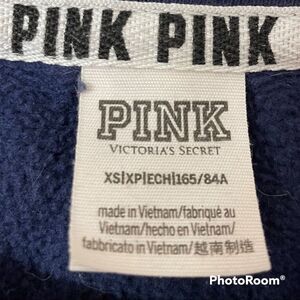 PINK PINK
PINK
VICTORIA'S SECRET
XS|XP|ECH|165/84A
made in Vietnam/fabriqué au
Vietnam/hecho en Vietnam/
fabbricato in Vietnam/越南制造
PhotoRoom®